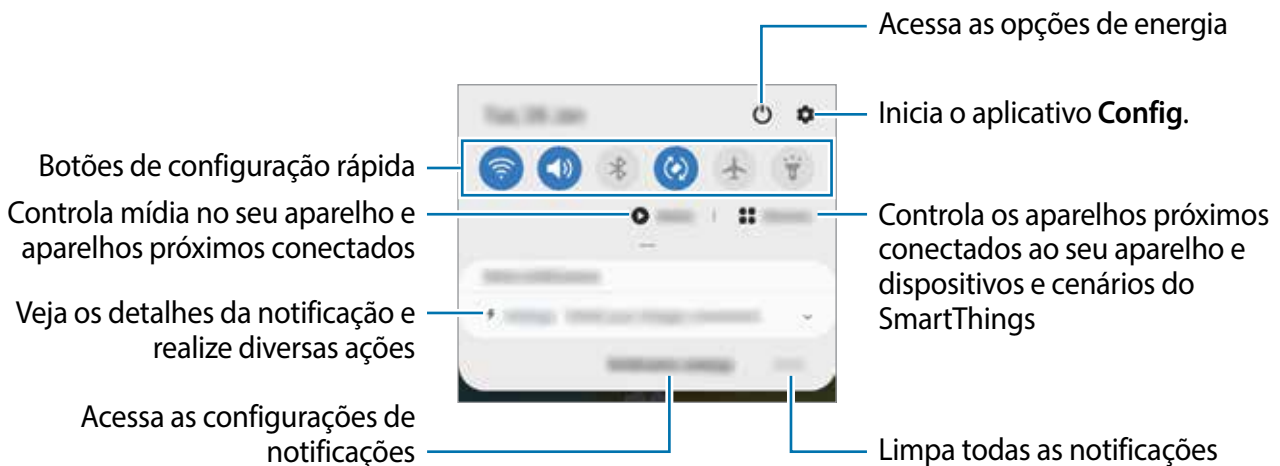 Acessa as opções de energia
Inicia o aplicativo Config.
Botões de configuração rápida
Controla mídia no seu aparelho e
aparelhos próximos conectados
Controla os aparelhos próximos
conectados ao seu aparelho e
dispositivos e cenários do
SmartThings
Veja os detalhes da notificação e
realize diversas ações
Acessa as configurações de
notificações
Limpa todas as notificações